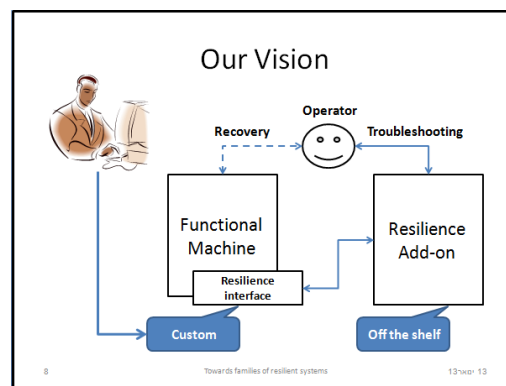 Our Vision
Operator
Recovery
Troubleshooting
Functional
Machine
Resilience
Add-on
Resilience
interface
Custom
Off the shelf
8
Towards families of resilient systems
13 ינואר 13